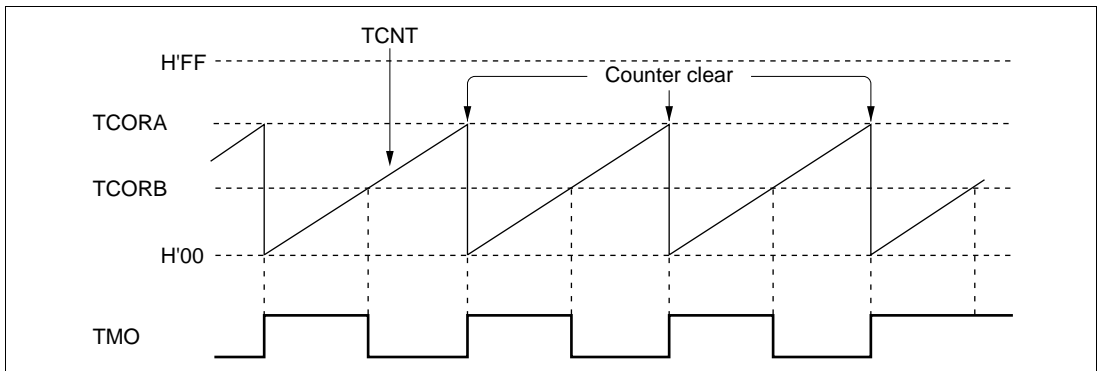 TCNT
H'FF
Counter clear
TCORA
TCORB
H'00
TMO